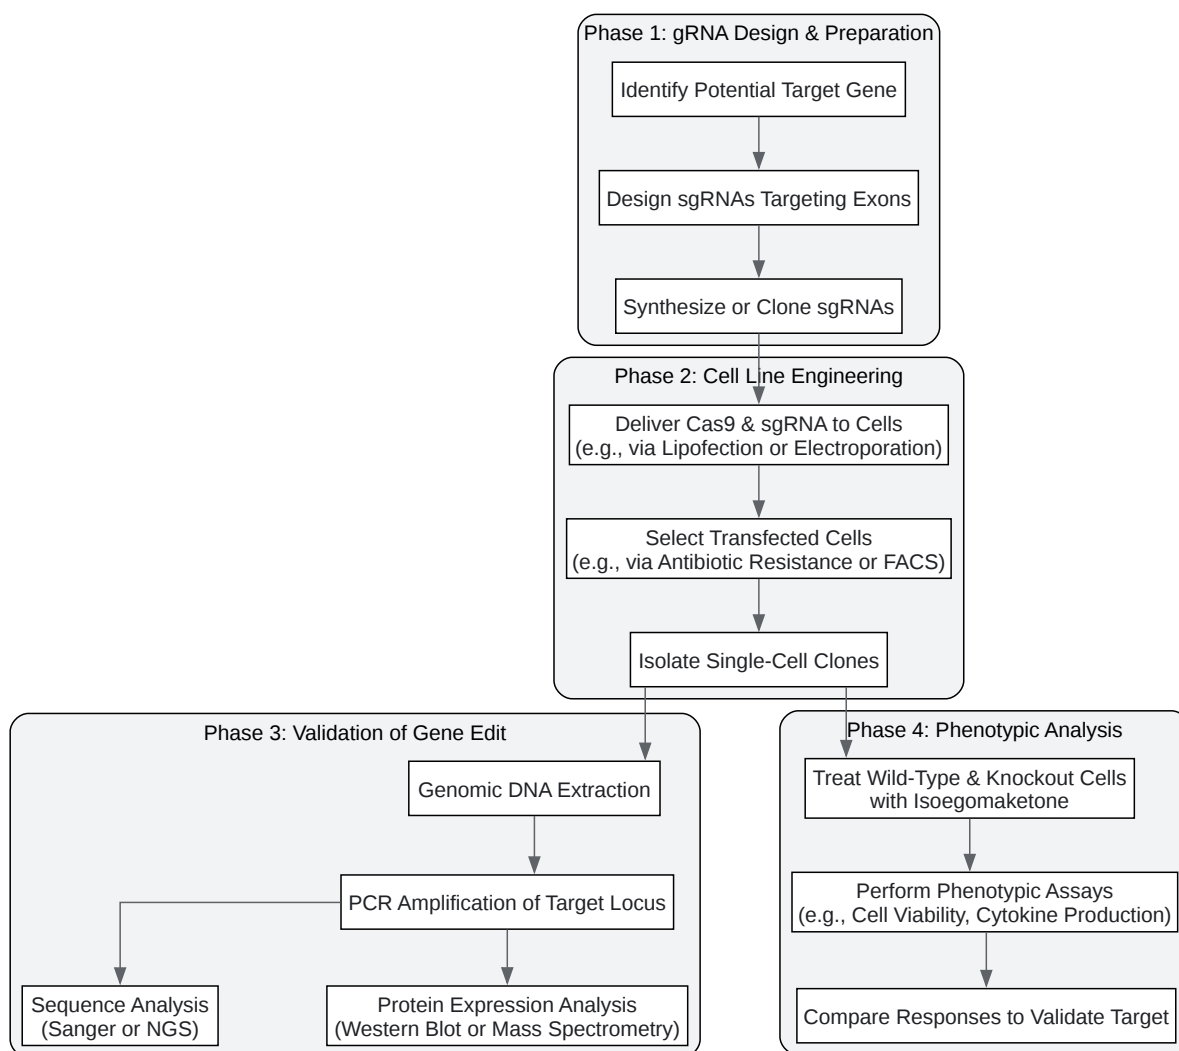 Phase 1: gRNA Design & Preparation
Identify Potential Target Gene
Design sgRNAs Targeting Exons
Synthesize or Clone sgRNAs
Phase 2: Cell Line Engineering
Deliver Cas9 & sgRNA to Cells
(e.g., via Lipofection or Electroporation)
Select Transfected Cells
(e.g., via Antibiotic Resistance or FACS)
Isolate Single-Cell Clones
Phase 3: Validation of Gene Edit
Genomic DNA Extraction
PCR Amplification of Target Locus
Sequence Analysis
(Sanger or NGS)
Protein Expression Analysis
(Western Blot or Mass Spectrometry)
Phase 4: Phenotypic Analysis
Treat Wild-Type & Knockout Cells
with Isoegomaketone
Perform Phenotypic Assays
(e.g., Cell Viability, Cytokine Production)
Compare Responses to Validate Target